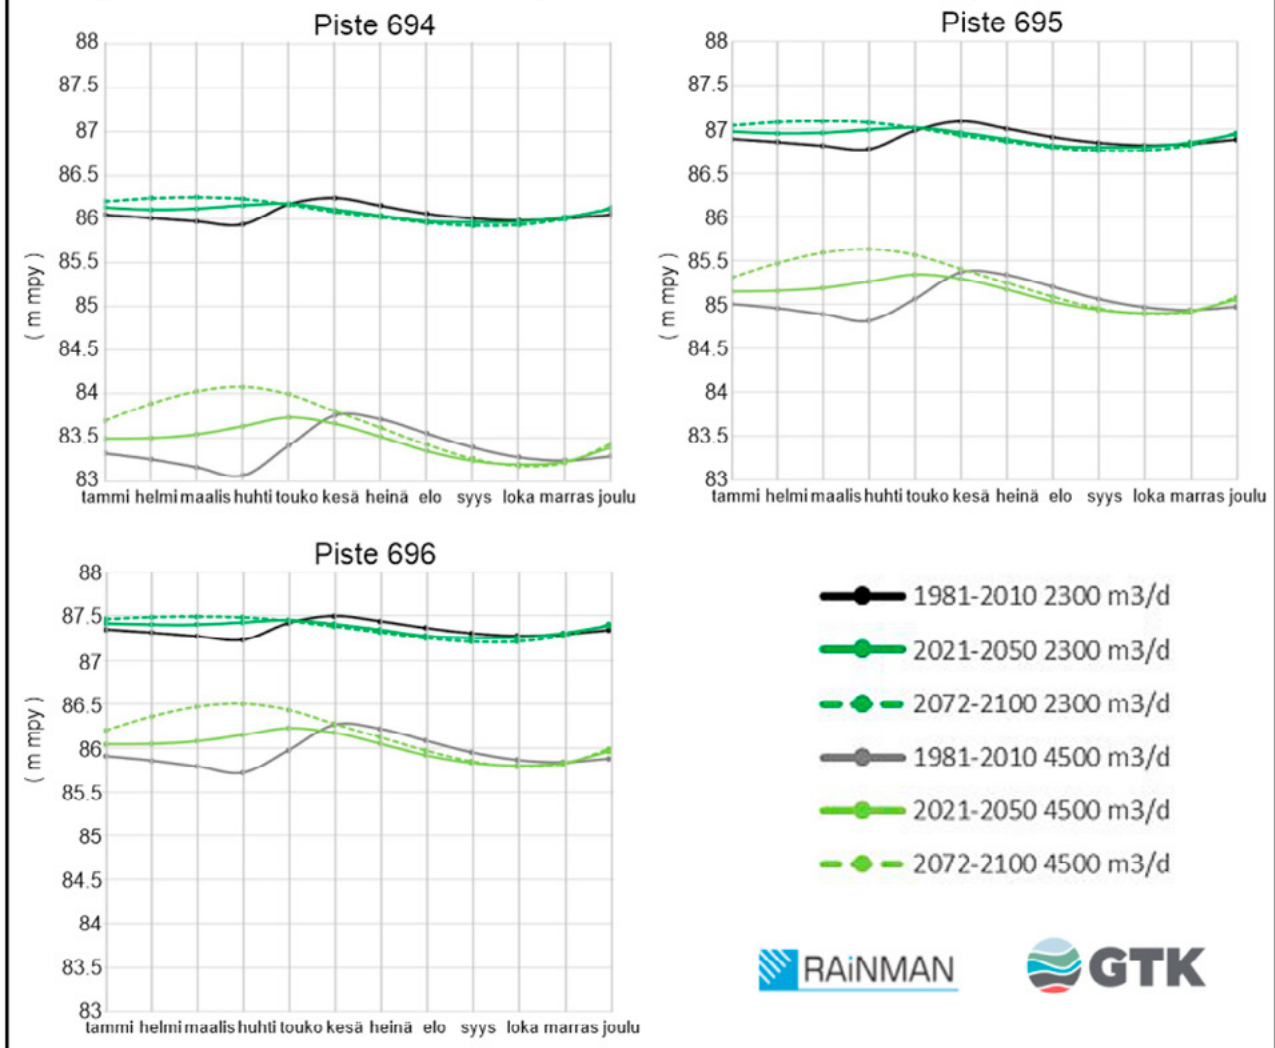 Piste 694
88
87.5
87
86.5
86
85.5
85
84.5
84
83.5
83
( m mpy )
tammi helmi maalis huhti touko kesä heinä elo syys loka marras joulu
Piste 695
88
87.5
87
86.5
86
85.5
85
84.5
84
83.5
83
( m mpy )
tammi helmi maalis huhti touko kesä heinä elo syys loka marras joulu
Piste 696
88
87.5
87
86.5
86
85.5
85
84.5
84
83.5
83
( m mpy )
tammi helmi maalis huhti touko kesä heinä elo syys loka marras joulu
1981-2010 2300 m3/d
2021-2050 2300 m3/d
2072-2100 2300 m3/d
1981-2010 4500 m3/d
2021-2050 4500 m3/d
2072-2100 4500 m3/d
RAiNMAN
GTK